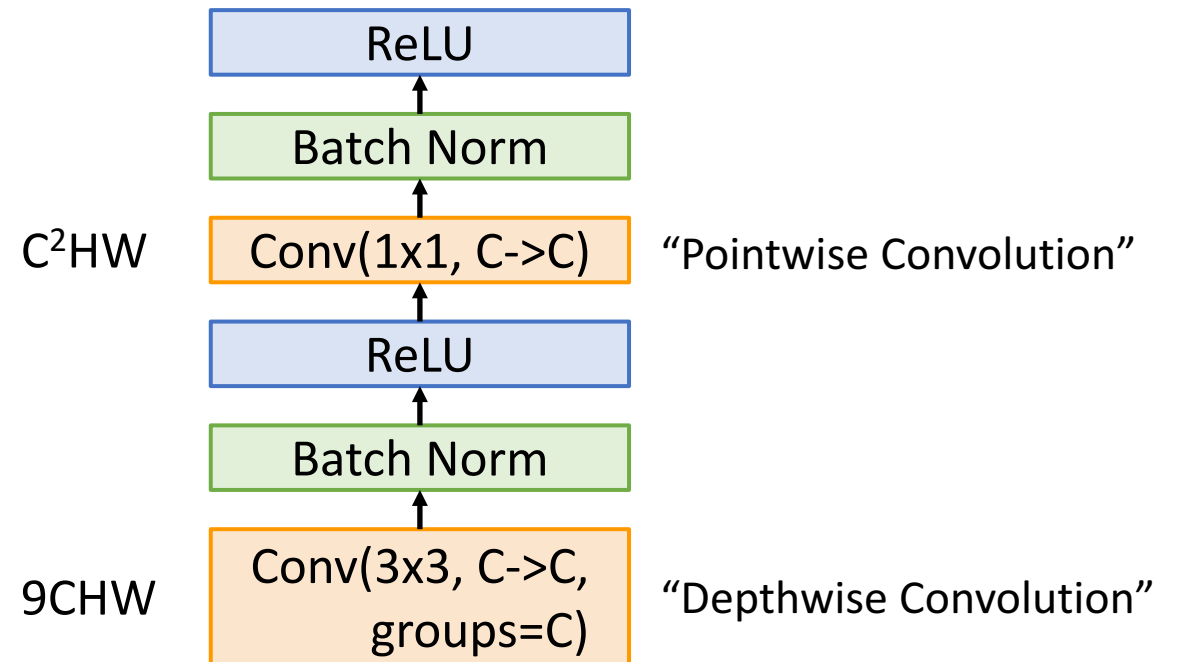 ReLU
Batch Norm
C²HW
Conv(1x1, C->C)
“Pointwise Convolution”
ReLU
Batch Norm
9CHW
Conv(3x3, C->C,
groups=C)
“Depthwise Convolution”